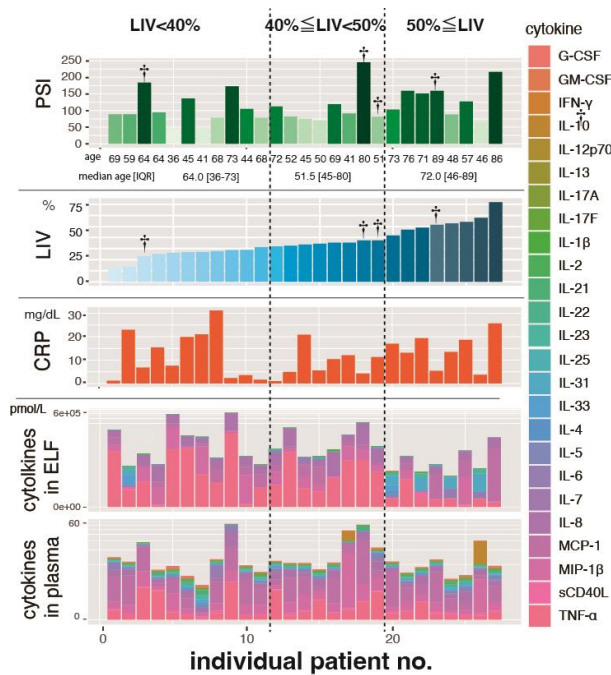 LIV<40%
40%≦LIV<50%
50%≦LIV
PSI
250
200
150
100
50
0
‡
‡
‡
‡
age 69 59 64 64 36 45 41 68 73 44 68 72 52 45 50 69 41 80 51 73 76 71 89 48 57 46 86
median age [IQR] 64.0 [36-73] 51.5 [45-80] 72.0 [46-89]
LIV
%
75
50
25
0
‡
‡ ‡
‡
CRP
mg/dL
30
20
10
0
pmol/L
cytolkines
in ELF
6e+05
0e+00
cytokines
in plasma
60
0
0 10 20
individual patient no.
cytokine
G-CSF
GM-CSF
IFN-γ
‡
IL-10
IL-12p70
IL-13
IL-17A
IL-17F
IL-1β
IL-2
IL-21
IL-22
IL-23
IL-25
IL-31
IL-33
IL-4
IL-5
IL-6
IL-7
IL-8
MCP-1
MIP-1β
sCD40L
TNF-α